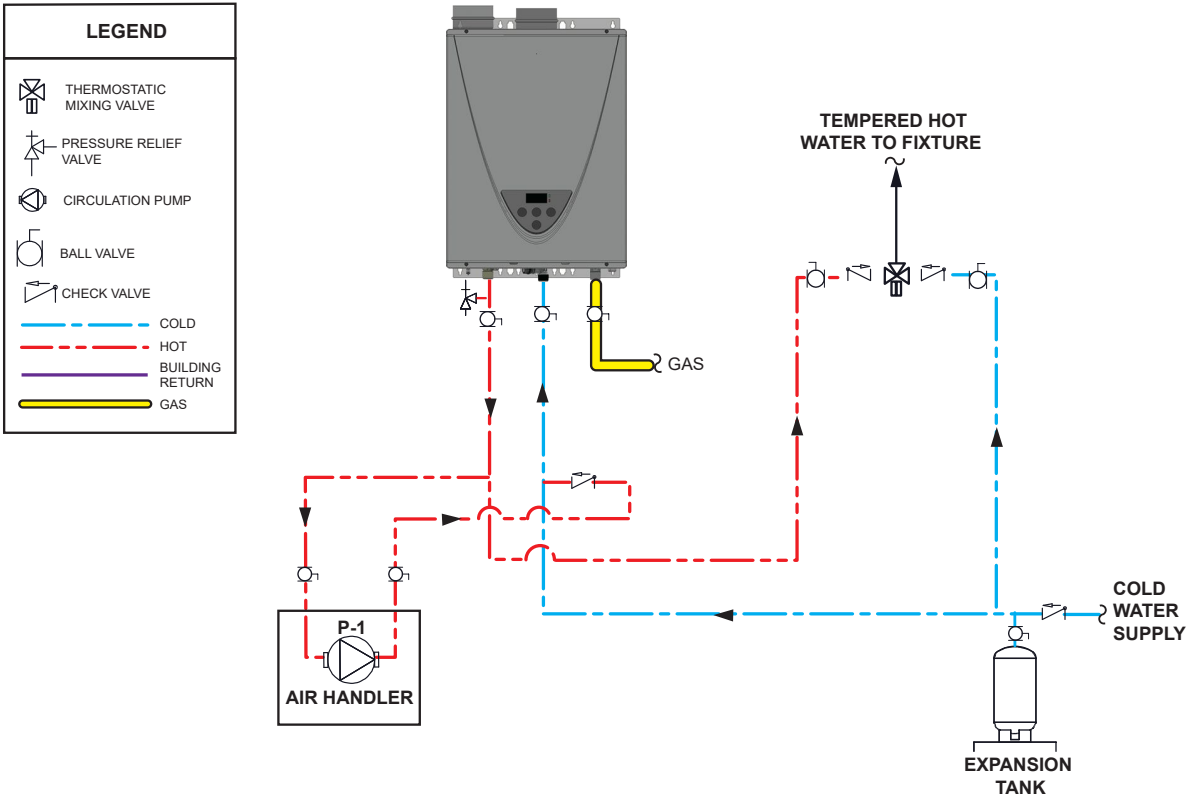 LEGEND
THERMOSTATIC
MIXING VALVE
PRESSURE RELIEF
VALVE
CIRCULATION PUMP
BALL VALVE
CHECK VALVE
COLD
HOT
BUILDING
RETURN
GAS
TEMPERED HOT
WATER TO FIXTURE
GAS
P-1
AIR HANDLER
COLD
WATER
SUPPLY
EXPANSION
TANK